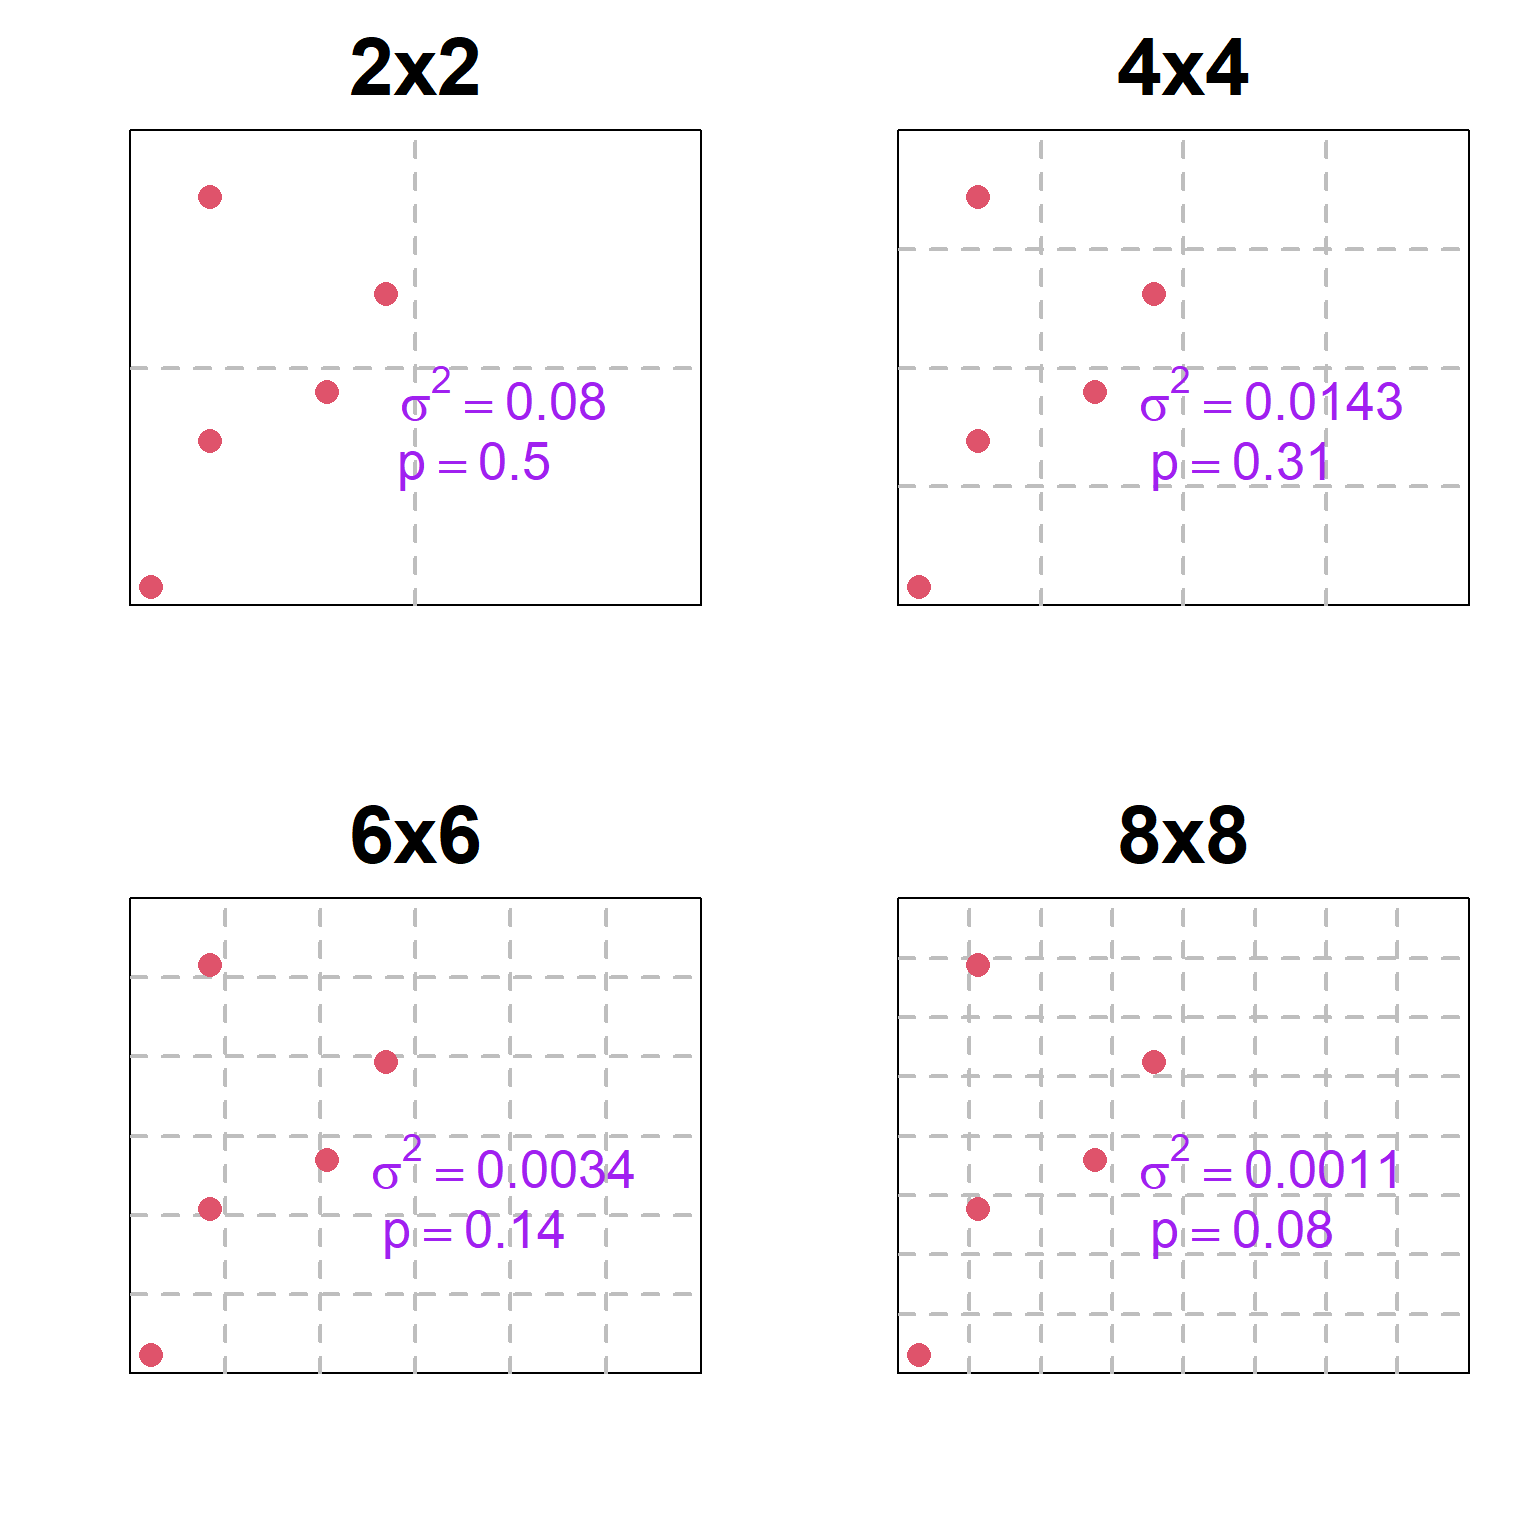 2x2
σ² = 0.08
p = 0.5
4x4
σ² = 0.0143
p = 0.31
6x6
σ² = 0.0034
p = 0.14
8x8
σ² = 0.0011
p = 0.08